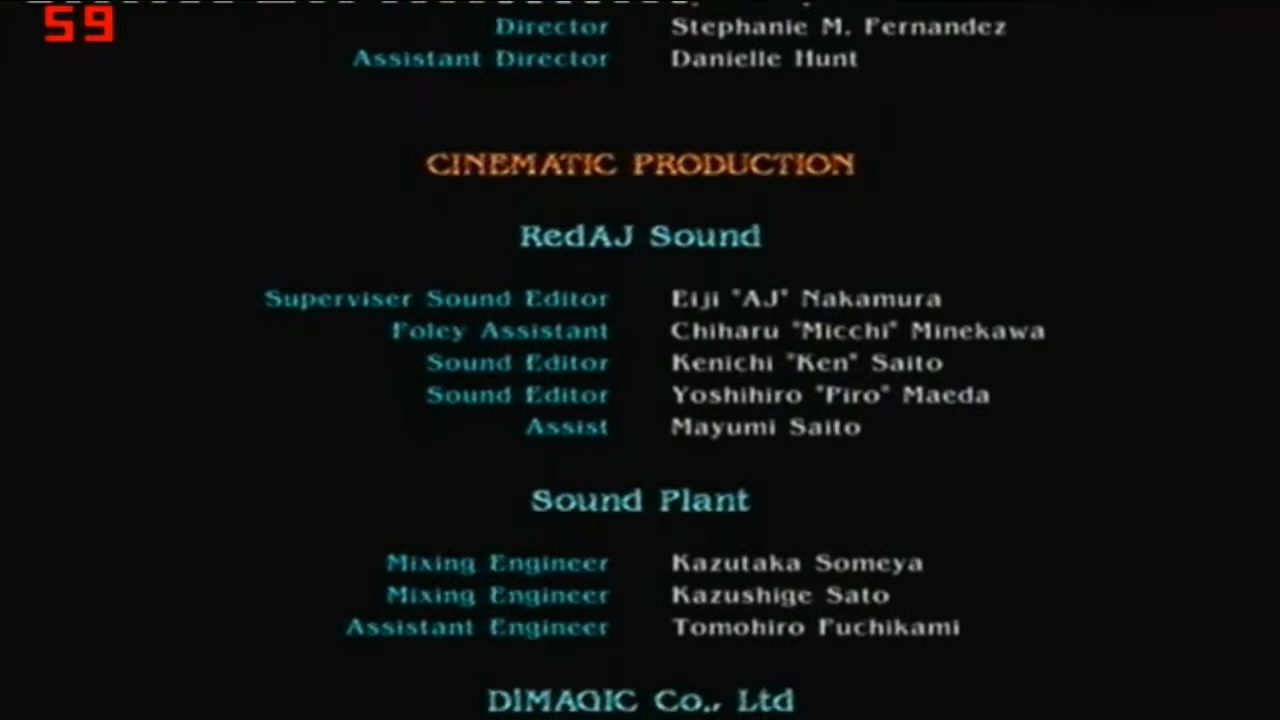 59
Director Stephanie M. Fernandez
Assistant Director Danielle Hunt
CINEMATIC PRODUCTION
RedAJ Sound
Superviser Sound Editor Eiji "AJ" Nakamura
Foley Assistant Chiharu "Micchi" Minekawa
Sound Editor Kenichi "Ken" Saito
Sound Editor Yoshihiro "Piro" Maeda
Assist Mayumi Saito
Sound Plant
Mixing Engineer Kazutaka Someya
Mixing Engineer Kazushige Sato
Assistant Engineer Tomohiro Fuchikami
DIMAGIC Co., Ltd